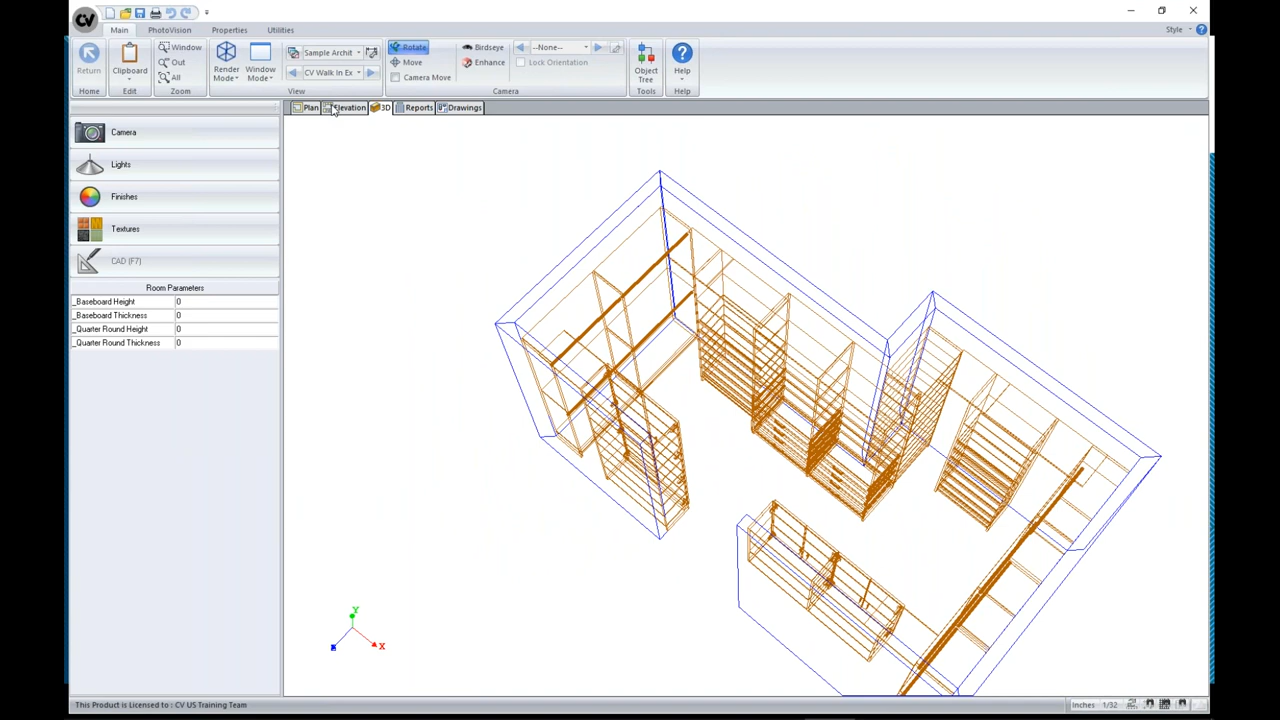 CV
Style
Main PhotoVision Properties Utilities
Return
Home
Clipboard
Edit
Window
Out
All
Zoom
Render Mode
Window Mode
Sample Archit
CV Walk In Ex
View
Rotate
Move
Camera Move
Birdseye
Enhance
--None--
Lock Orientation
Camera
Object Tree
Tools
Help
Help
Plan Elevation 3D Reports Drawings
Camera
Lights
Finishes
Textures
CAD (F7)
Room Parameters
_Baseboard Height 0
_Baseboard Thickness 0
_Quarter Round Height 0
_Quarter Round Thickness 0
Y
X
This Product is Licensed to : CV US Training Team
Inches 1/32